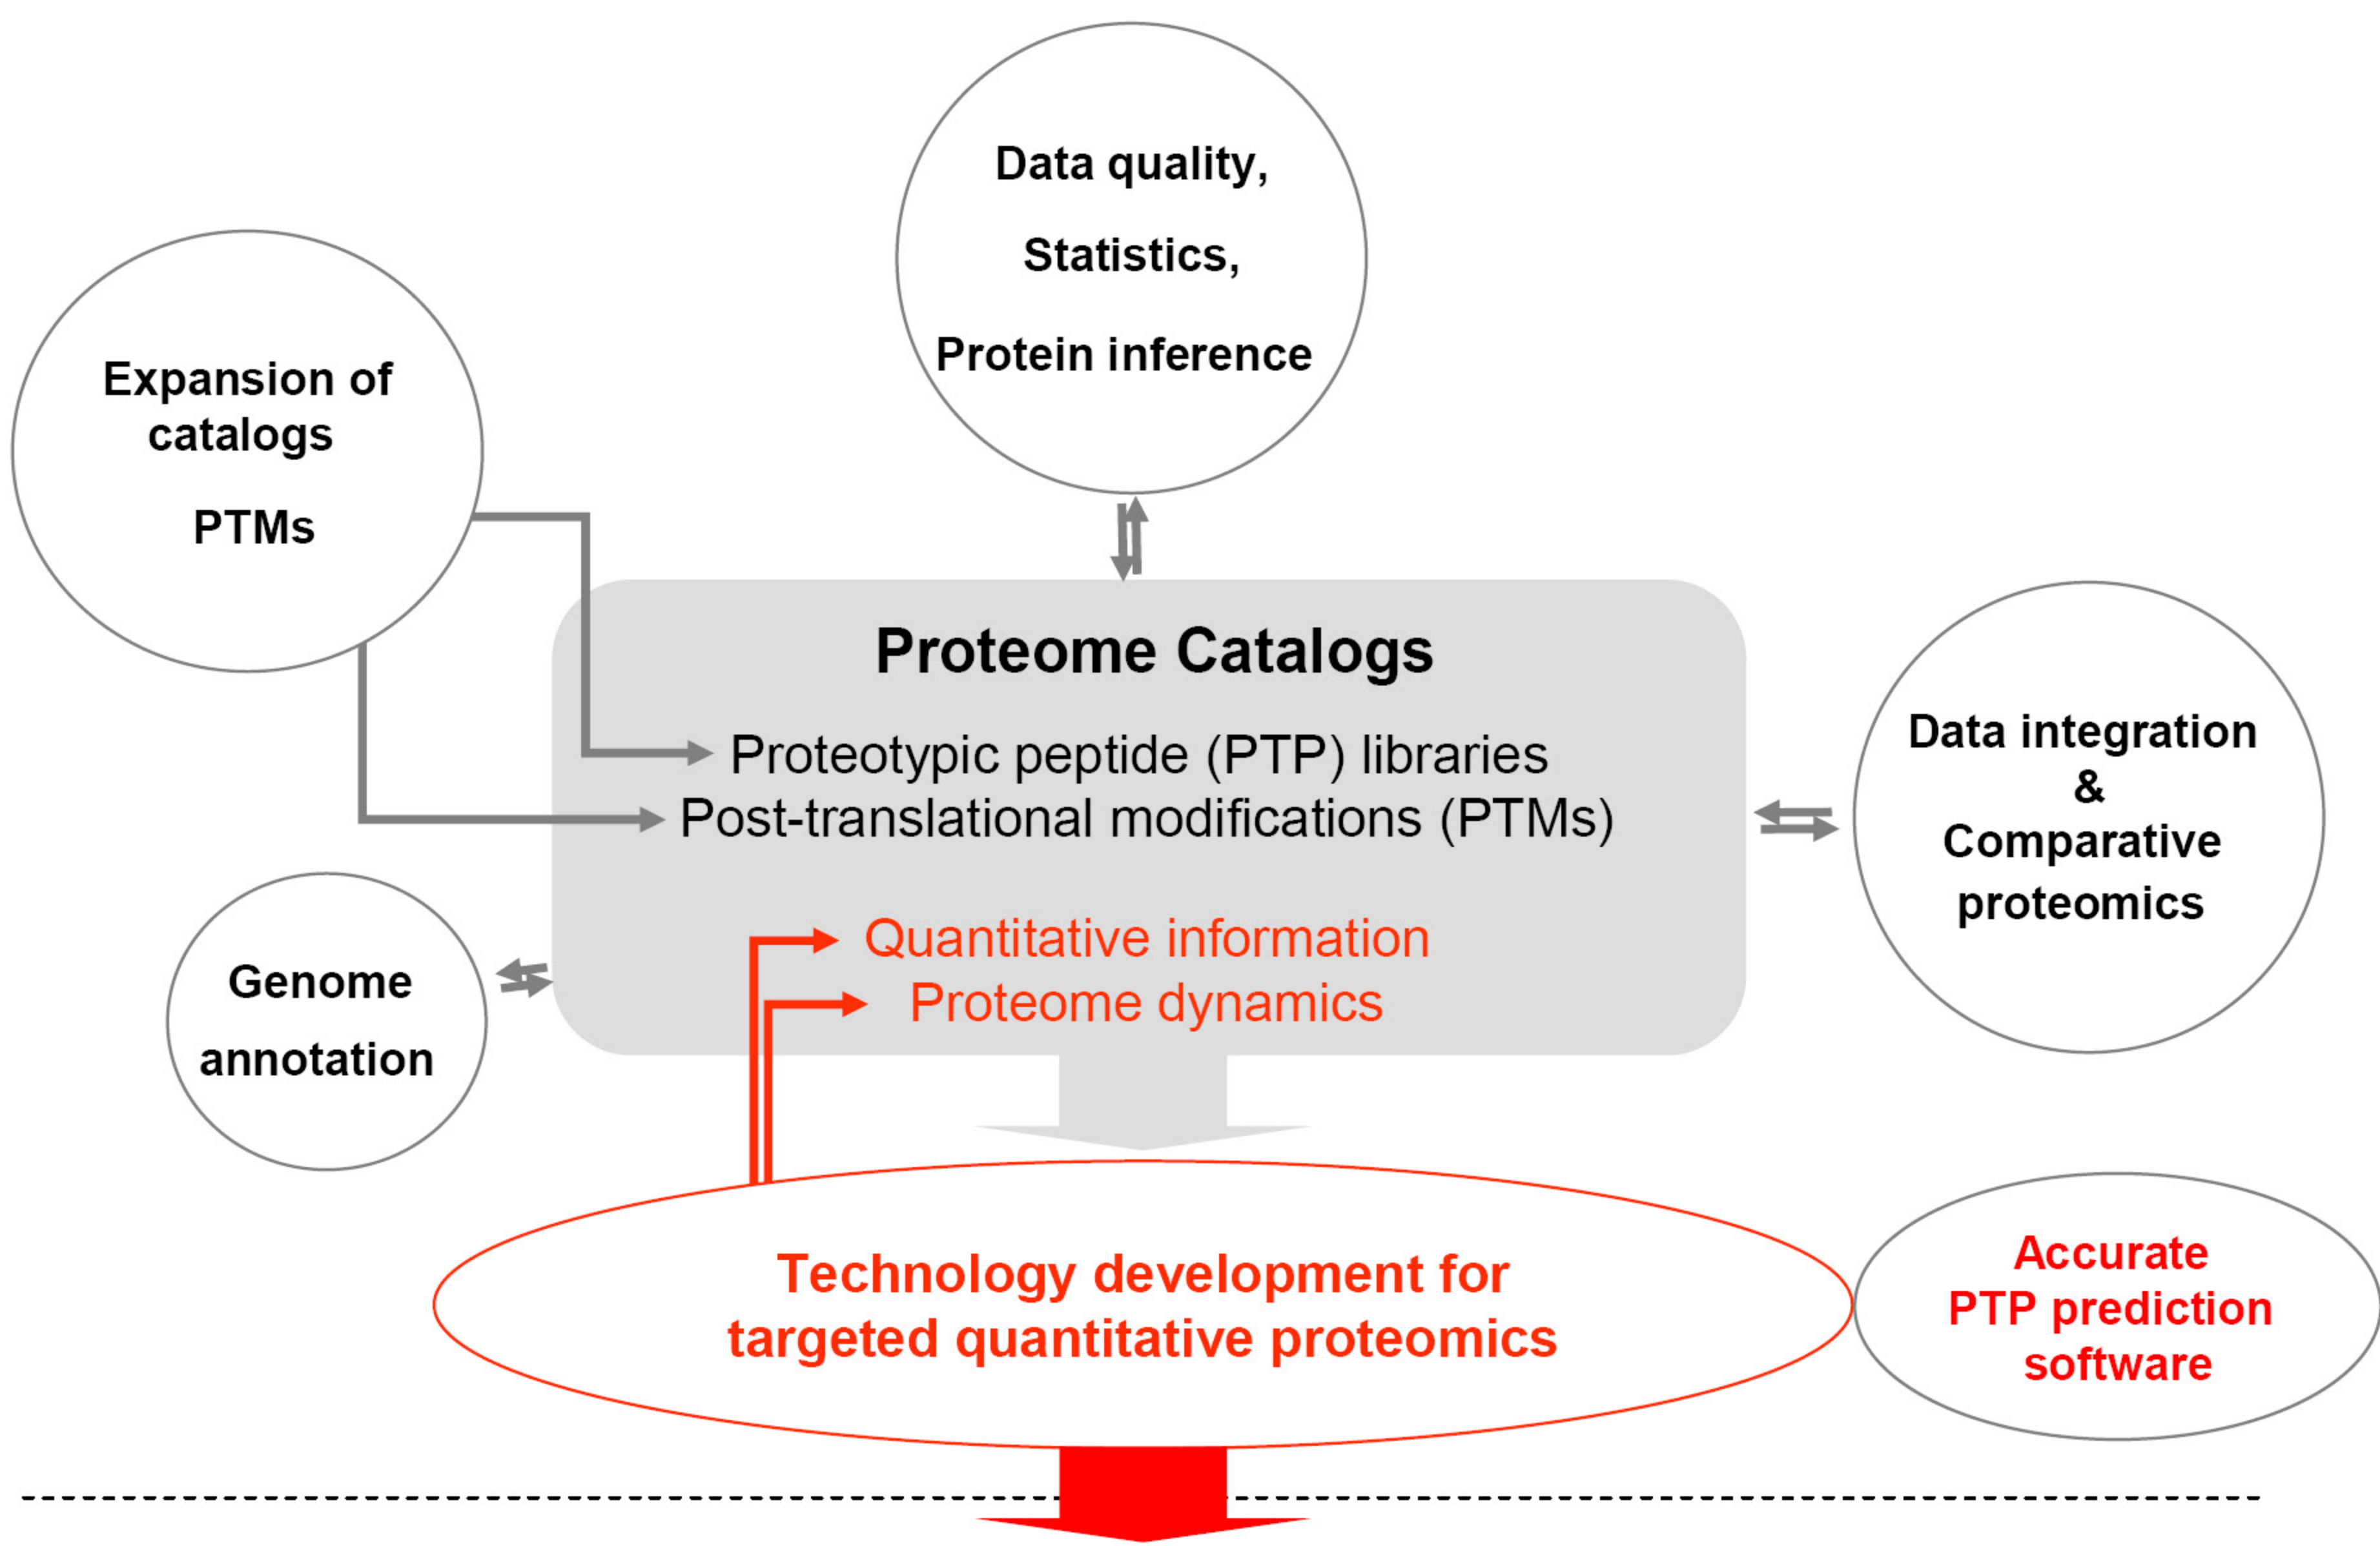 Data quality,
Statistics,
Protein inference
Expansion of
catalogs
PTMs
Proteome Catalogs
Proteotypic peptide (PTP) libraries
Post-translational modifications (PTMs)
Quantitative information
Proteome dynamics
Data integration
&
Comparative
proteomics
Genome
annotation
Technology development for
targeted quantitative proteomics
Accurate
PTP prediction
software